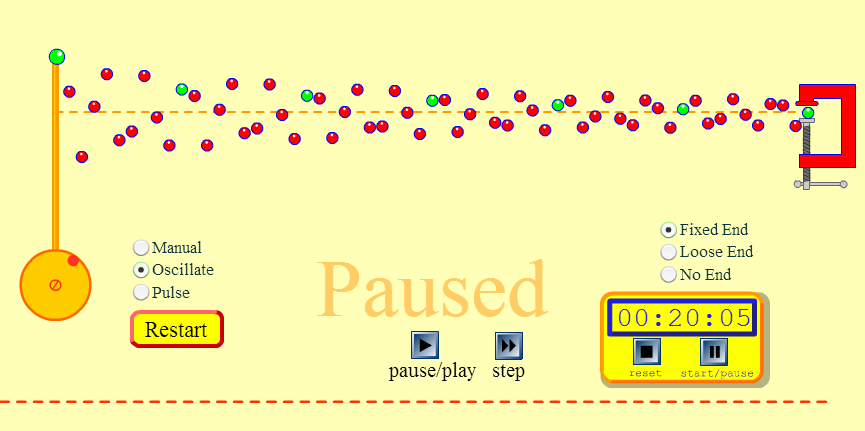 Fixed End
Manual
Loose End
Oscillate
No End
Pulse
Paused
Restart
00:20:05
pause/play step
reset start/pause